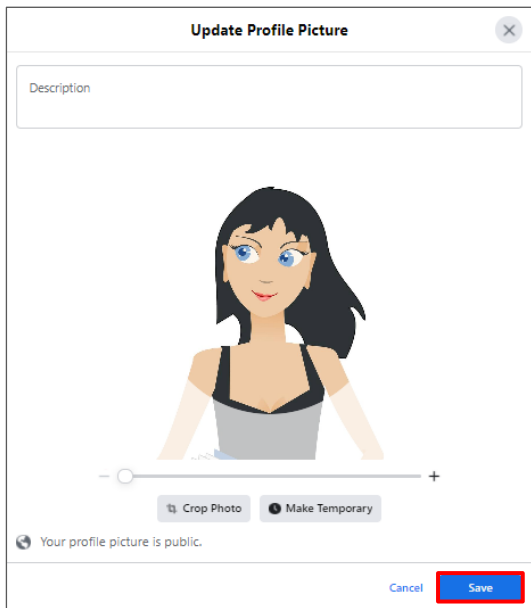 Update Profile Picture
Description
Crop Photo
Make Temporary
Your profile picture is public.
Cancel
Save